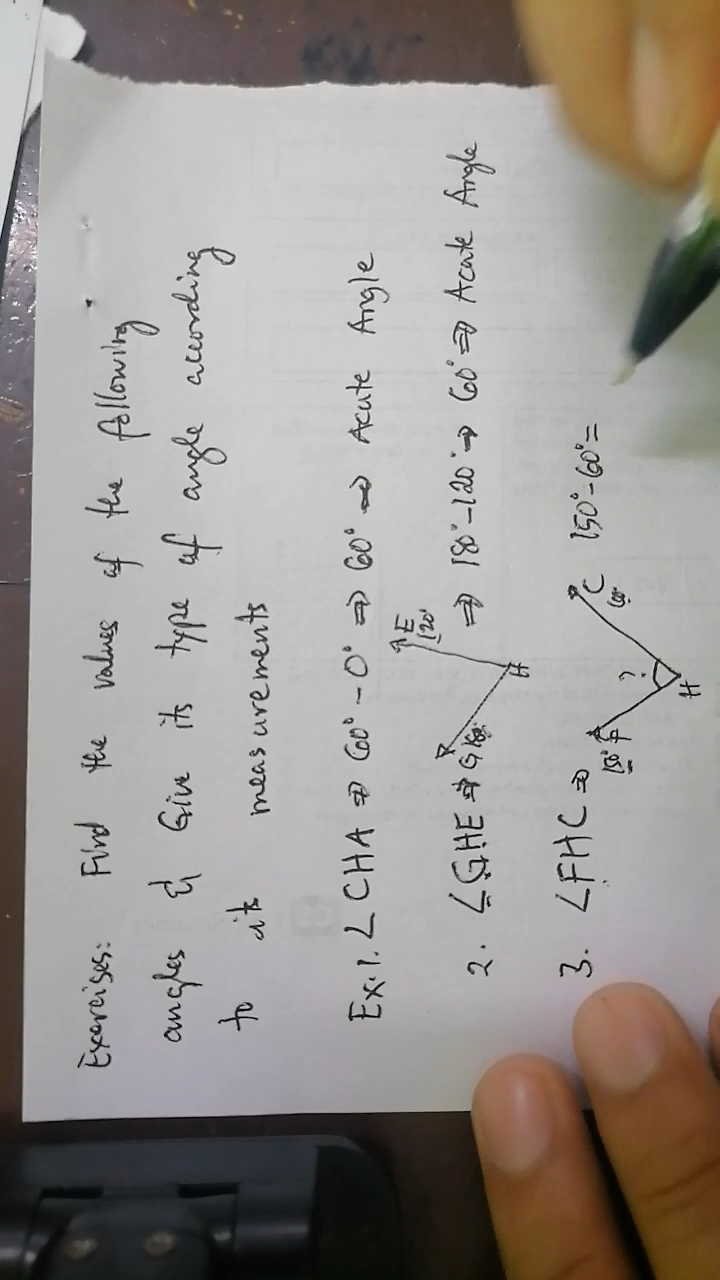 Exercises: Find the values of the following
angles & Give its type of angle according
to its measurements
Ex. 1. ∠CHA ⇒ 60° - 0° ⇒ 60° ⇒ Acute Angle
2. ∠GHE ⇒ G 180° H E 120° ⇒ 180° - 120° ⇒ 60° ⇒ Acute Angle
3. ∠FHC ⇒ 150° F ? H C 60° 150° - 60° =